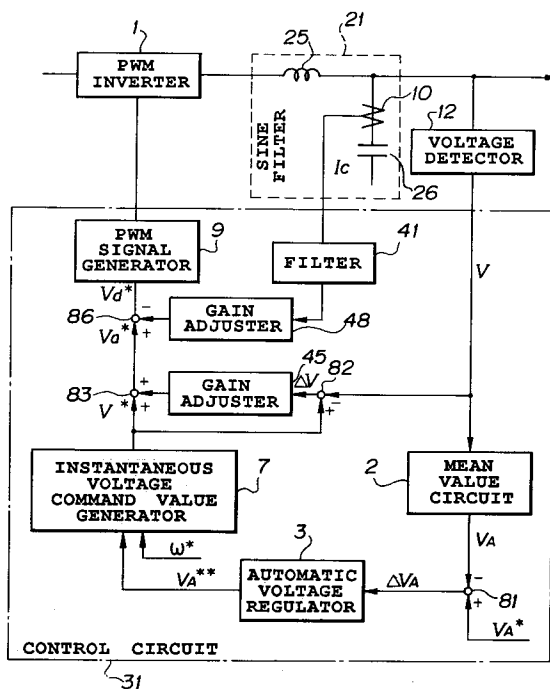 1
PWM
INVERTER
25
21
10
12
VOLTAGE
DETECTOR
SINE
FILTER
Ic
26
PWM
SIGNAL
GENERATOR
9
41
FILTER
V
Vd*
86
−
+
Va*
GAIN
ADJUSTER
48
83
+
+
V*
GAIN
ADJUSTER
45
ΔV
82
−
+
INSTANTANEOUS
VOLTAGE
COMMAND VALUE
GENERATOR
7
2
MEAN
VALUE
CIRCUIT
ω*
VA**
3
AUTOMATIC
VOLTAGE
REGULATOR
ΔVA
VA
−
+
81
VA*
CONTROL CIRCUIT
31